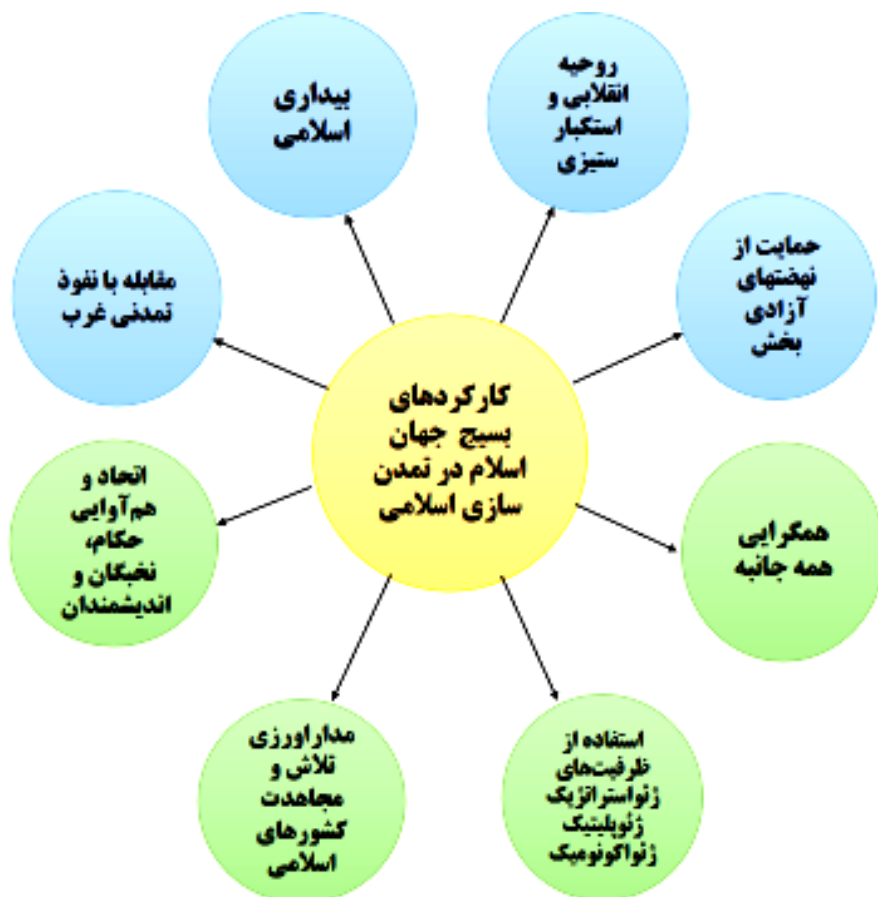 روحیه
انقلابی و
استکبار
ستیزی
بیداری
اسلامی
حمایت از
نهضتهای
آزادی
بخش
مقابله با نفوذ
تمدنی غرب
کارکردهای
بسیج جهان
اسلام در تمدن
سازی اسلامی
همگرایی
همه جانبه
اتحاد و
هم‌آوایی
حکام،
نخبگان و
اندیشمندان
استفاده از
ظرفیت‌های
ژئواستراتژیک
ژئوپلیتیک
ژئواکونومیک
مداراورزی
تلاش و
مجاهدت
کشورهای
اسلامی